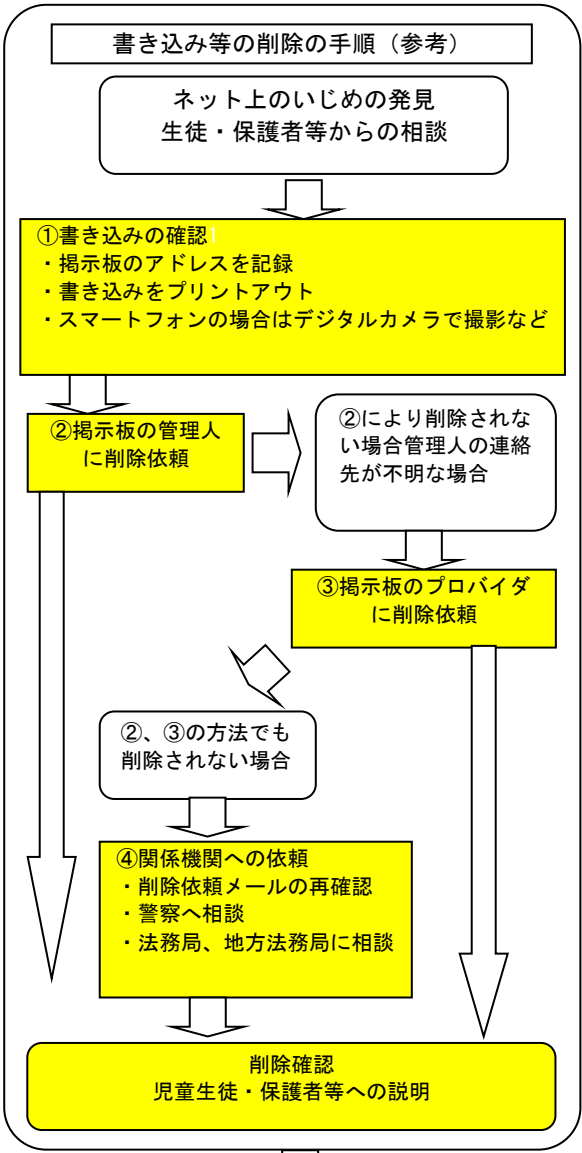 書き込み等の削除の手順（参考）
ネット上のいじめの発見
生徒・保護者等からの相談
①書き込みの確認1
・掲示板のアドレスを記録
・書き込みをプリントアウト
・スマートフォンの場合はデジタルカメラで撮影など
②掲示板の管理人
に削除依頼
②により削除されな
い場合管理人の連絡
先が不明な場合
③掲示板のプロバイダ
に削除依頼
②、③の方法でも
削除されない場合
④関係機関への依頼
・削除依頼メールの再確認
・警察へ相談
・法務局、地方法務局に相談
削除確認
児童生徒・保護者等への説明